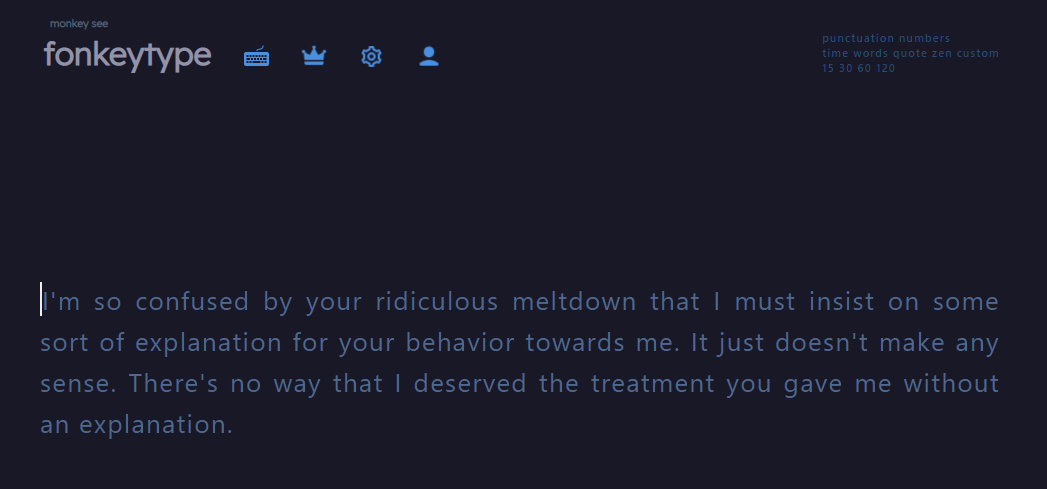 monkey see
fonkeytype
punctuation numbers
time words quote zen custom
15 30 60 120
I'm so confused by your ridiculous meltdown that I must insist on some
sort of explanation for your behavior towards me. It just doesn't make any
sense. There's no way that I deserved the treatment you gave me without
an explanation.